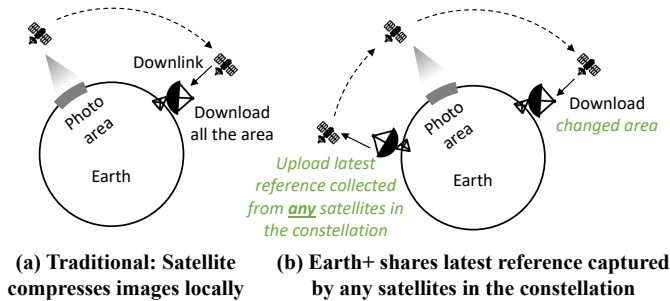 Downlink
Download
all the area
Photo
area
Earth
(a) Traditional: Satellite
compresses images locally
Photo
area
Download
changed area
Earth
Upload latest
reference collected
from any satellites in
the constellation
(b) Earth+ shares latest reference captured
by any satellites in the constellation